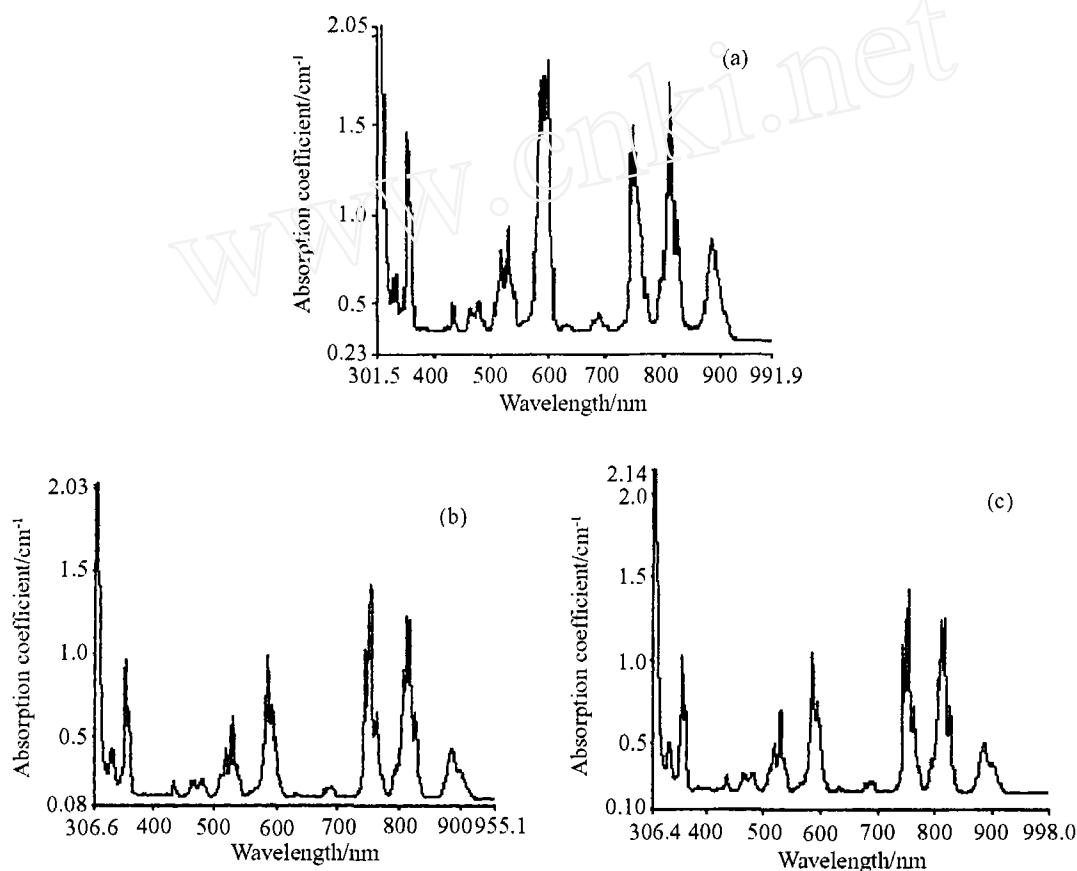 www.cnki.net
(a)
Absorption coefficient/cm⁻¹
2.05
1.5
1.0
0.5
0.23
301.5 400 500 600 700 800 900 991.9
Wavelength/nm
(b)
Absorption coefficient/cm⁻¹
2.03
1.5
1.0
0.5
0.08
306.6 400 500 600 700 800 900955.1
Wavelength/nm
(c)
Absorption coefficient/cm⁻¹
2.14
2.0
1.5
1.0
0.5
0.10
306.4 400 500 600 700 800 900 998.0
Wavelength/nm